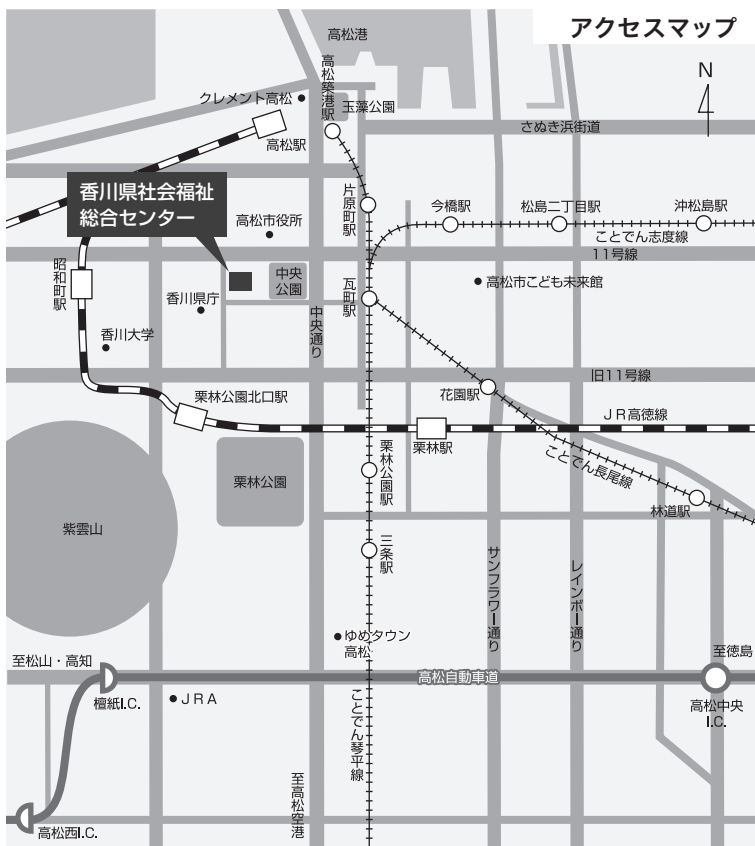 アクセスマップ
N
高松港
高松築港駅
玉藻公園
クレメント高松
高松駅
さぬき浜街道
香川県社会福祉
総合センター
片原町駅
今橋駅
松島二丁目駅
沖松島駅
ことでん志度線
11号線
高松市役所
昭和町駅
中央
公園
瓦町駅
高松市こども未来館
香川県庁
中央通り
香川大学
旧11号線
花園駅
栗林公園北口駅
JR高徳線
栗林駅
ことでん長尾線
栗林公園
栗林公園駅
林道駅
紫雲山
三条駅
サンフラワー通り
レインボー通り
ゆめタウン
高松
至松山・高知
至徳島
高松自動車道
檀紙I.C.
JRA
高松中央
I.C.
ことでん琴平線
至高松空港
高松西I.C.